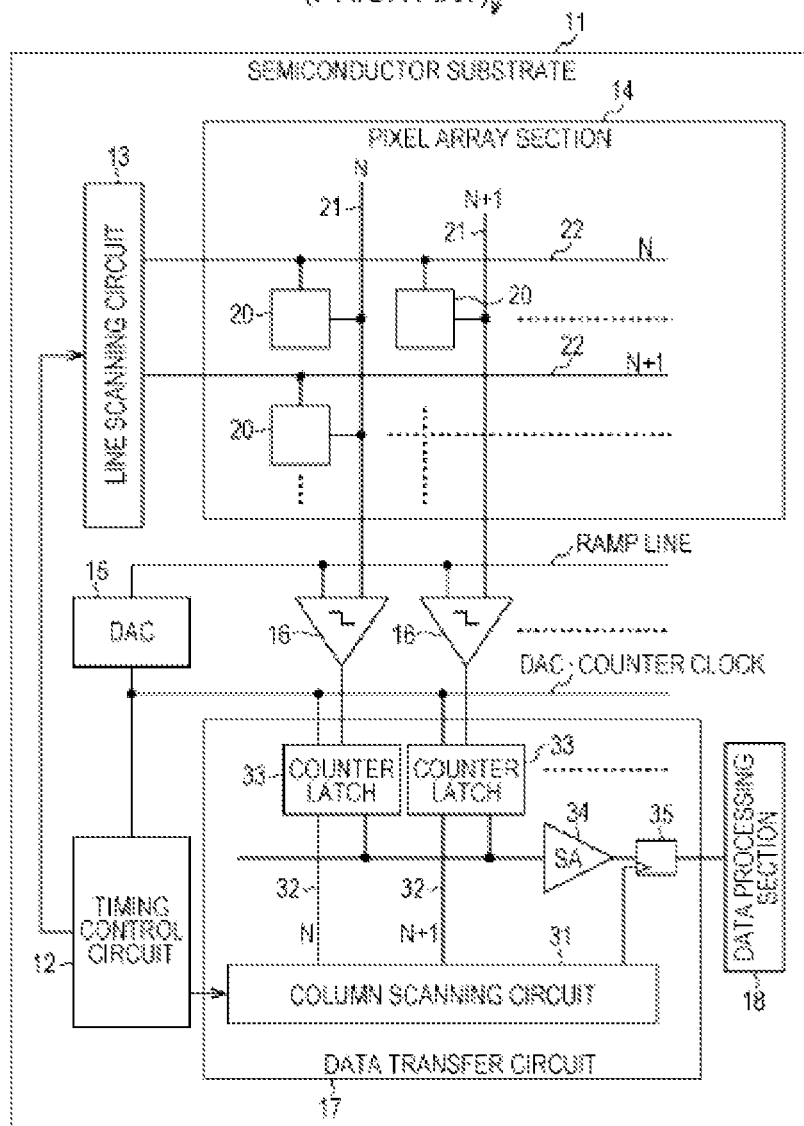 (PRIOR ART)
11
SEMICONDUCTOR SUBSTRATE
14
PIXEL ARRAY SECTION
13
N
N+1
21
21
22
N
LINE SCANNING CIRCUIT
20
20
22
N+1
20
RAMP LINE
15
DAC
16
16
DAC · COUNTER CLOCK
33
COUNTER
LATCH
COUNTER
LATCH
33
34
35
SA
DATA PROCESSING
SECTION
32
32
TIMING
CONTROL
CIRCUIT
N
N+1
31
12
COLUMN SCANNING CIRCUIT
18
DATA TRANSFER CIRCUIT
17